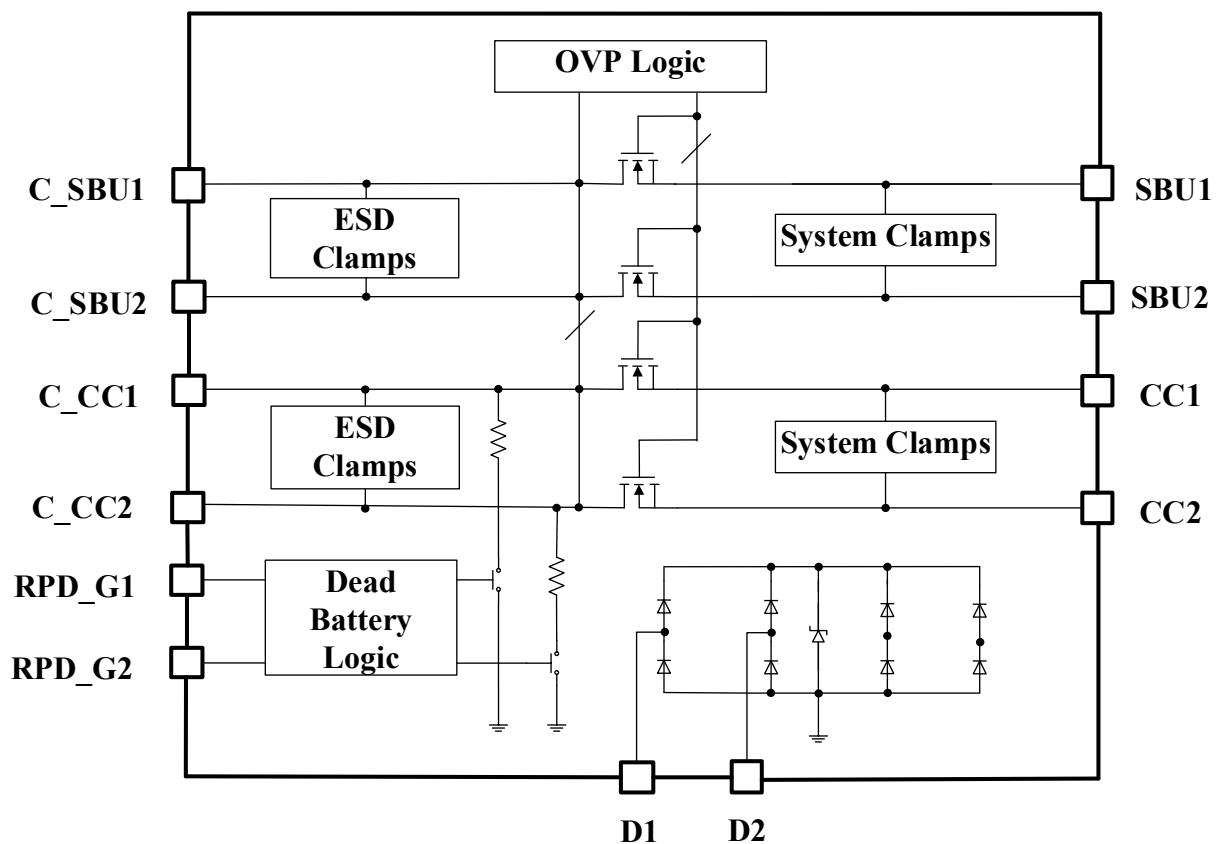 OVP Logic
C_SBU1
ESD
Clamps
System Clamps
SBU1
C_SBU2
SBU2
C_CC1
ESD
Clamps
System Clamps
CC1
C_CC2
CC2
RPD_G1
RPD_G2
Dead
Battery
Logic
D1
D2